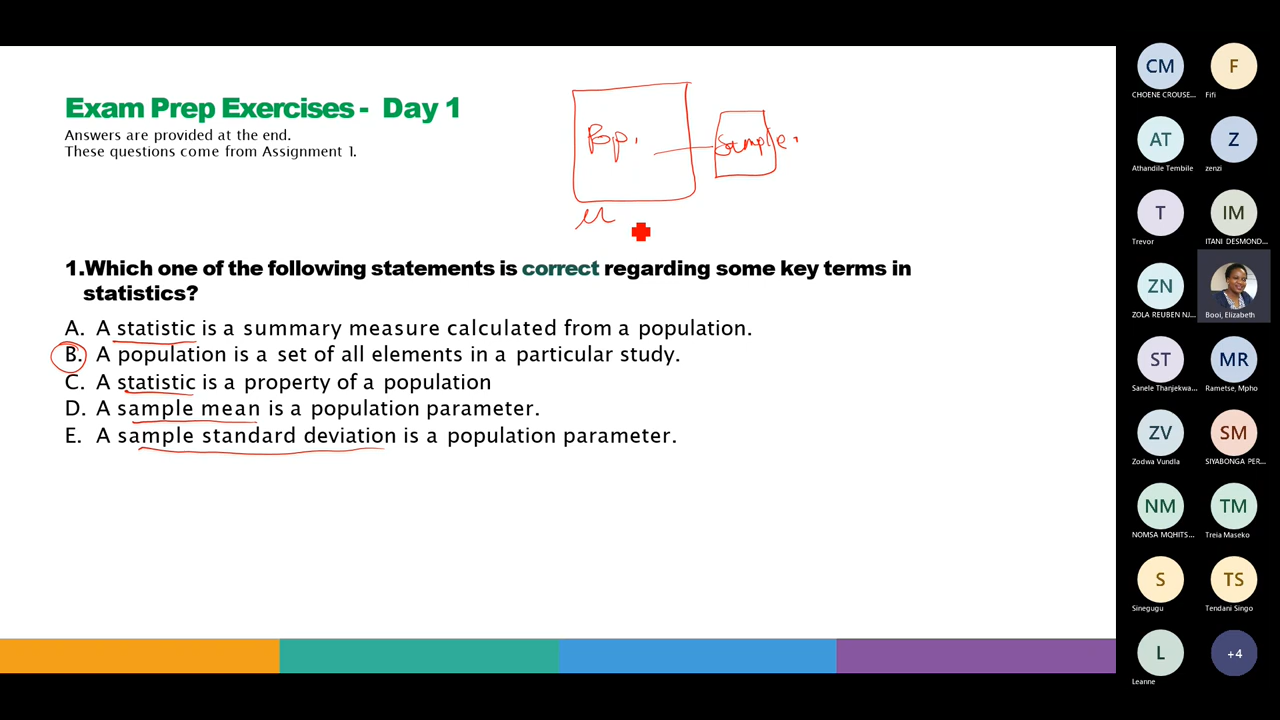 Exam Prep Exercises - Day 1
Answers are provided at the end.
These questions come from Assignment 1.
Pop.
Sample.
μ
1.Which one of the following statements is correct regarding some key terms in
statistics?
A. A statistic is a summary measure calculated from a population.
B. A population is a set of all elements in a particular study.
C. A statistic is a property of a population
D. A sample mean is a population parameter.
E. A sample standard deviation is a population parameter.
CM
F
CHOENE CROUSE...
Fifi
AT
Z
Athandile Tembile
zenzi
T
IM
Trevor
ITANI DESMOND...
ZN
ZOLA REUBEN NJ...
Booi, Elizabeth
ST
MR
Sanele Thanjekwa...
Rametse, Mpho
ZV
SM
Zodwa Vundla
SIYABONGA PER...
NM
TM
NOMSA MQHITS...
Treia Maseko
S
TS
Sinegugu
Tendani Singo
L
+4
Leanne